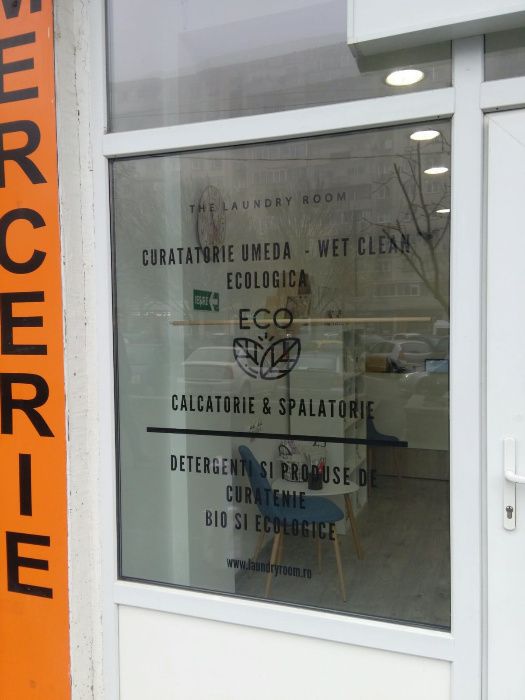 MERCERIE
THE LAUNDRY ROOM
CURATATORIE UMEDA - WET CLEAN
ECOLOGICA
IEȘIRE
ECO
CALCATORIE & SPALATORIE
DETERGENTI SI PRODUSE DE
CURATENIE
BIO SI ECOLOGICE
www.laundryroom.ro